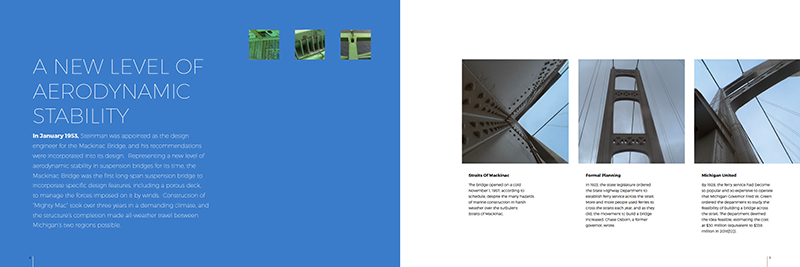 A NEW LEVEL OF
AERODYNAMIC
STABILITY
In January 1953, Steinman was appointed as the design
engineer for the Mackinac Bridge, and his recommendations
were incorporated into its design. Representing a new level of
aerodynamic stability in suspension bridges for its time, the
Mackinac Bridge was the first long-span suspension bridge to
incorporate specific design features, including a porous deck,
to manage the forces imposed on it by winds. Construction of
"Mighty Mac" took over three years in a demanding climate, and
the structure's completion made all-weather travel between
Michigan's two regions possible.
Straits Of Mackinac
The bridge opened on a cold
November 1, 1957, according to
schedule, despite the many hazards
of marine construction in harsh
weather over the turbulent
Straits of Mackinac.
Formal Planning
In 1923, the state legislature ordered
the State Highway Department to
establish ferry service across the strait.
More and more people used ferries to
cross the straits each year, and as they
did, the movement to build a bridge
increased. Chase Osborn, a former
governor, wrote:
Michigan United
By 1928, the ferry service had become
so popular and so expensive to operate
that Michigan Governor Fred W. Green
ordered the department to study the
feasibility of building a bridge across
the strait. The department deemed
the idea feasible, estimating the cost
at $30 million (equivalent to
million in